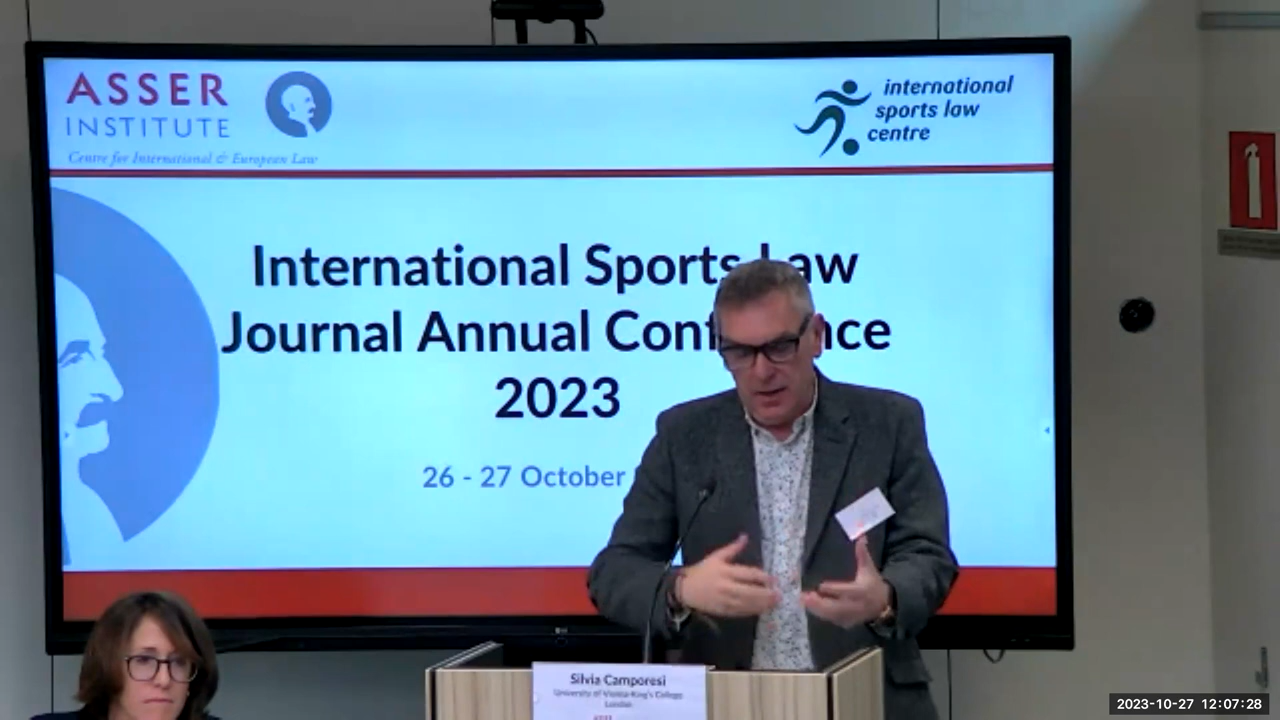 ASSER
INSTITUTE
Centre for International & European Law
international
sports law
centre
International Sports Law
Journal Annual Conf nce
2023
26 - 27 October
Silvia Camporesi
University of Vienna-King's College
London
2023-10-27 12:07:28